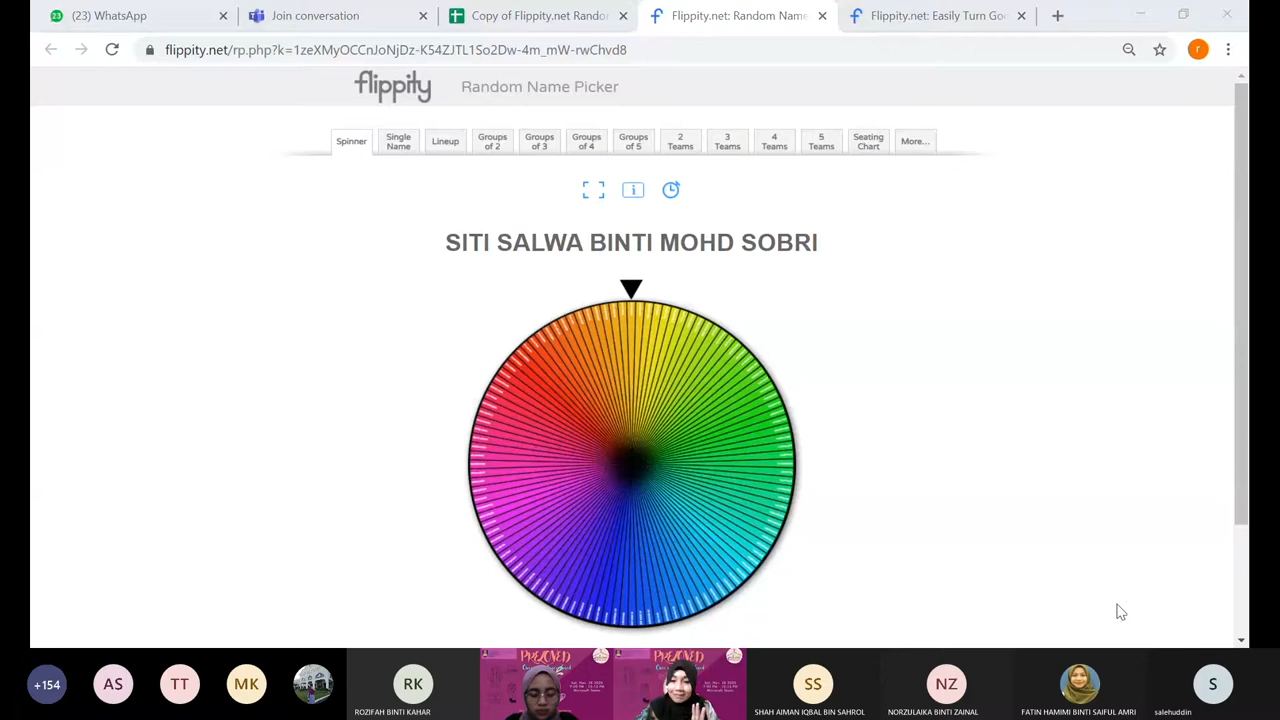 23
(23) WhatsApp
Join conversation
Copy of Flippity.net Rando
Flippity.net: Random Name
Flippity.net: Easily Turn Go
flippity.net/rp.php?k=1zeXMyOCCnJoNjDz-K54ZJTL1So2Dw-4m_mW-rwChvd8
r
flippity
Random Name Picker
Spinner
Single Name
Lineup
Groups of 2
Groups of 3
Groups of 4
Groups of 5
2 Teams
3 Teams
4 Teams
5 Teams
Seating Chart
More...
SITI SALWA BINTI MOHD SOBRI
+154
AS
TT
MK
RK
ROZIFAH BINTI KAHAR
PRELOVED
PRELOVED
SS
SHAH AIMAN IQBAL BIN SAHROL
NZ
NORZULAIKA BINTI ZAINAL
FATIN HAMIMI BINTI SAIFUL AMRI
S
salehuddin